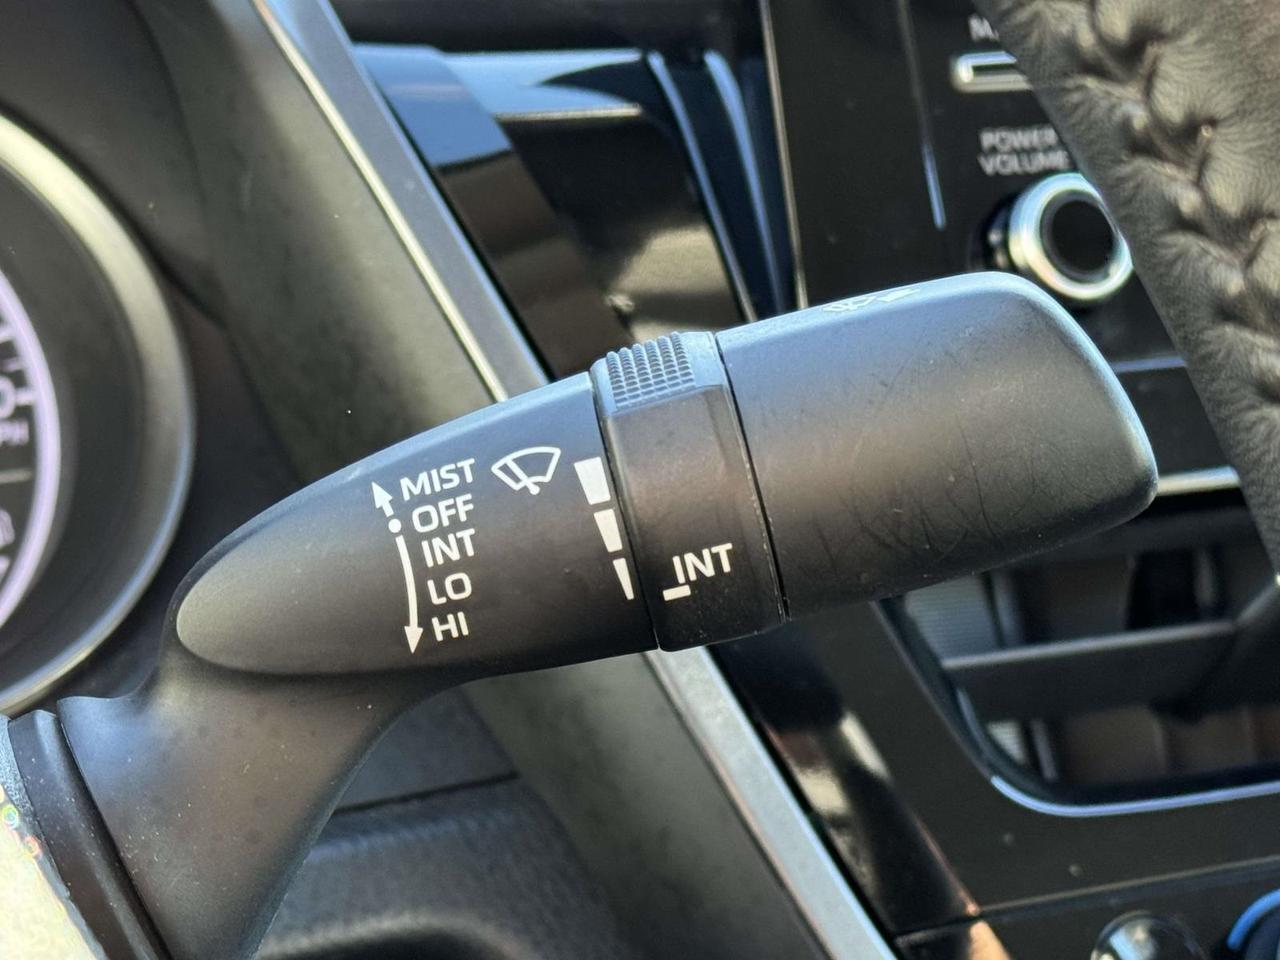 POWER
VOLUME
MIST
OFF
INT
LO
HI
INT